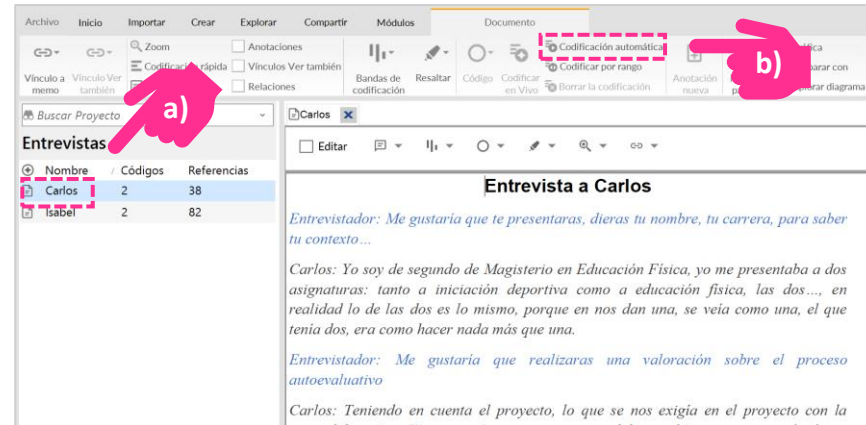 Archivo Inicio Importar Crear Explorar Compartir Módulos Documento
Zoom Anotaciones Codificación automática
Codificación rápida Vínculos Ver también Codificar por rango
Relaciones Borrar la codificación
Vínculo a memo
Vínculo Ver también
Bandas de codificación
Resaltar
Código
Codificar en Vivo
Anotación nueva
a)
b)
Buscar Proyecto
Carlos
Entrevistas
Editar
Nombre Códigos Referencias
Carlos 2 38
Isabel 2 82
Entrevista a Carlos
Entrevistador: Me gustaría que te presentaras, dieras tu nombre, tu carrera, para saber
tu contexto…
Carlos: Yo soy de segundo de Magisterio en Educación Física, yo me presentaba a dos
asignaturas: tanto a iniciación deportiva como a educación física, las dos…, en
realidad lo de las dos es lo mismo, porque en nos dan una, se veía como una, el que
tenía dos, era como hacer nada más que una.
Entrevistador: Me gustaría que realizaras una valoración sobre el proceso
autoevaluativo
Carlos: Teniendo en cuenta el proyecto, lo que se nos exigía en el proyecto con la